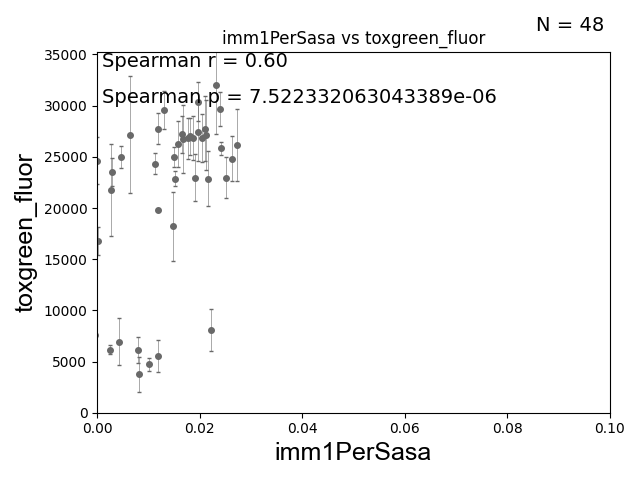 N = 48
imm1PerSasa vs toxgreen_fluor
Spearman r = 0.60
Spearman p = 7.522332063043389e-06
35000
30000
25000
20000
15000
10000
5000
0
toxgreen_fluor
0.00 0.02 0.04 0.06 0.08 0.10
imm1PerSasa